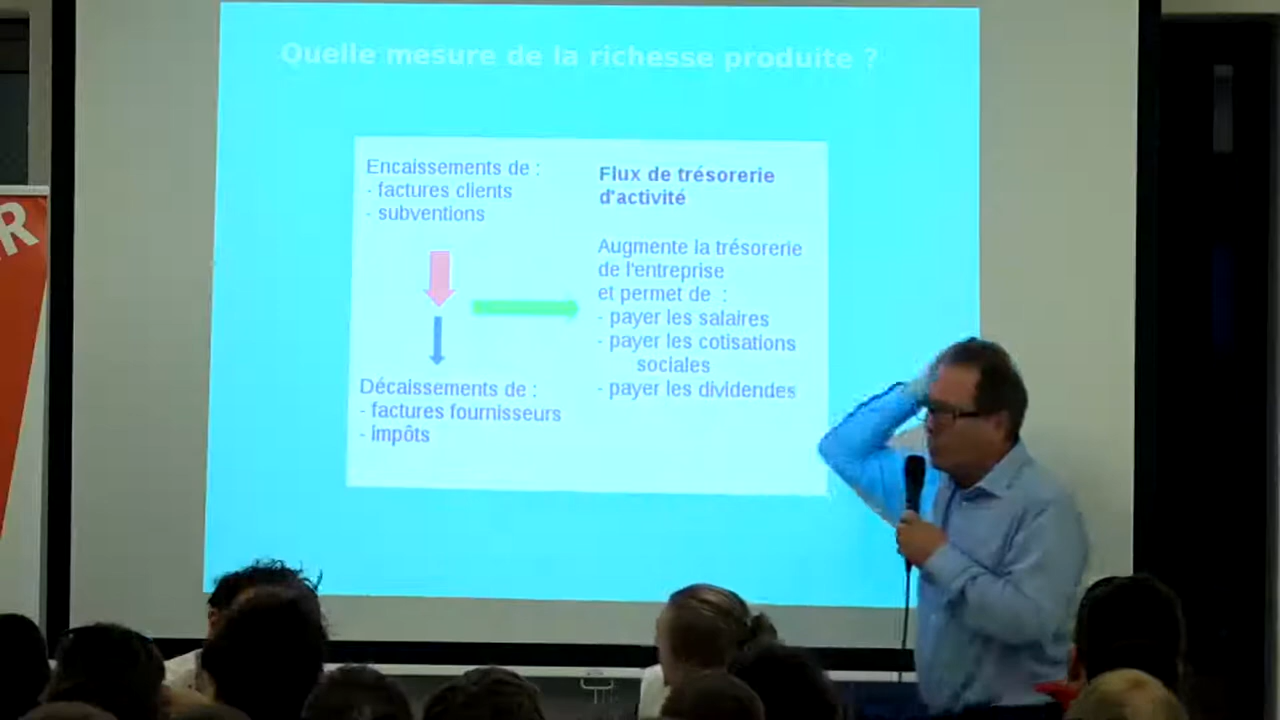 Quelle mesure de la richesse produite ?
Encaissements de :
- factures clients
- subventions
Décaissements de :
- factures fournisseurs
- impôts
Flux de trésorerie
d'activité
Augmente la trésorerie
de l'entreprise
et permet de :
- payer les salaires
- payer les cotisations
sociales
- payer les dividendes
R